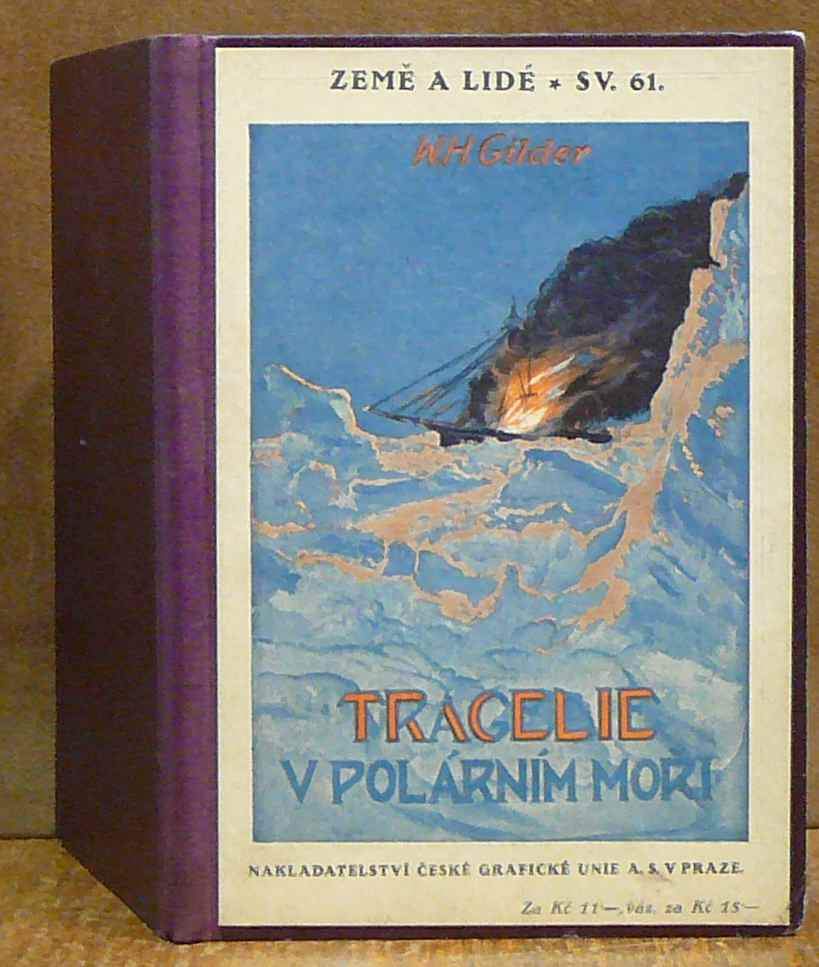 ZEMĚ A LIDÉ * SV. 61.
W.H. Gilder
TRAGEDIE
V POLÁRNÍM MOŘI
NAKLADATELSTVÍ ČESKÉ GRAFICKÉ UNIE A. S. V PRAZE.
Za Kč 11—, váz. za Kč 18—